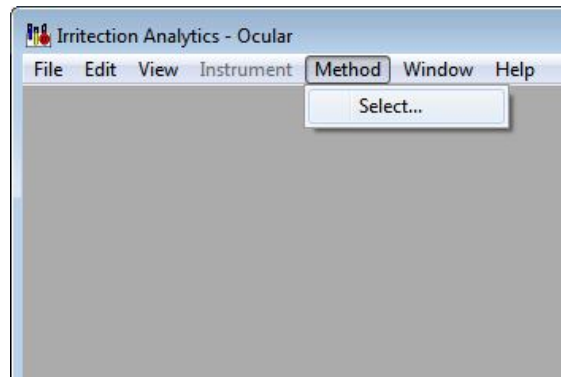 Irritection Analytics - Ocular
File Edit View Instrument Method Window Help
Select...